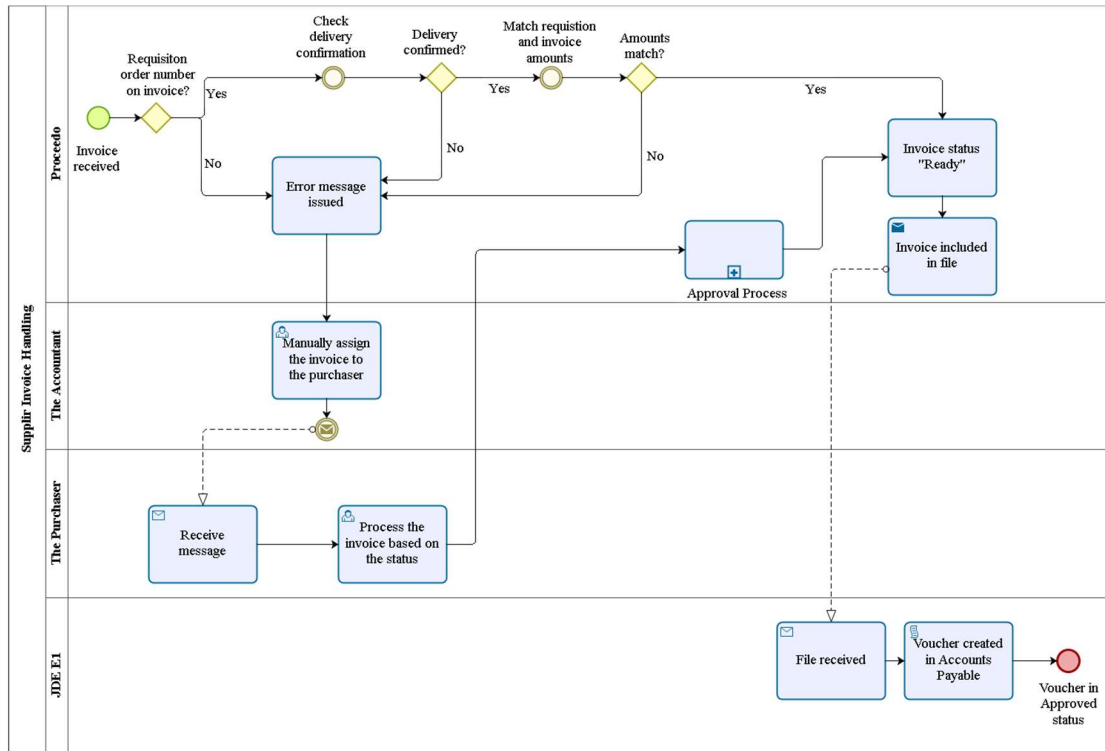 Supplir Invoice Handling
Proceedo
Invoice
received
Requisiton
order number
on invoice?
Yes
No
Check
delivery
confirmation
Delivery
confirmed?
Yes
No
Match requistion
and invoice
amounts
Amounts
match?
Yes
No
Error message
issued
Approval Process
Invoice status
"Ready"
Invoice included
in file
The Accountant
Manually assign
the invoice to
the purchaser
The Purchaser
Receive
message
Process the
invoice based on
the status
JDE E1
File received
Voucher created
in Accounts
Payable
Voucher in
Approved
status